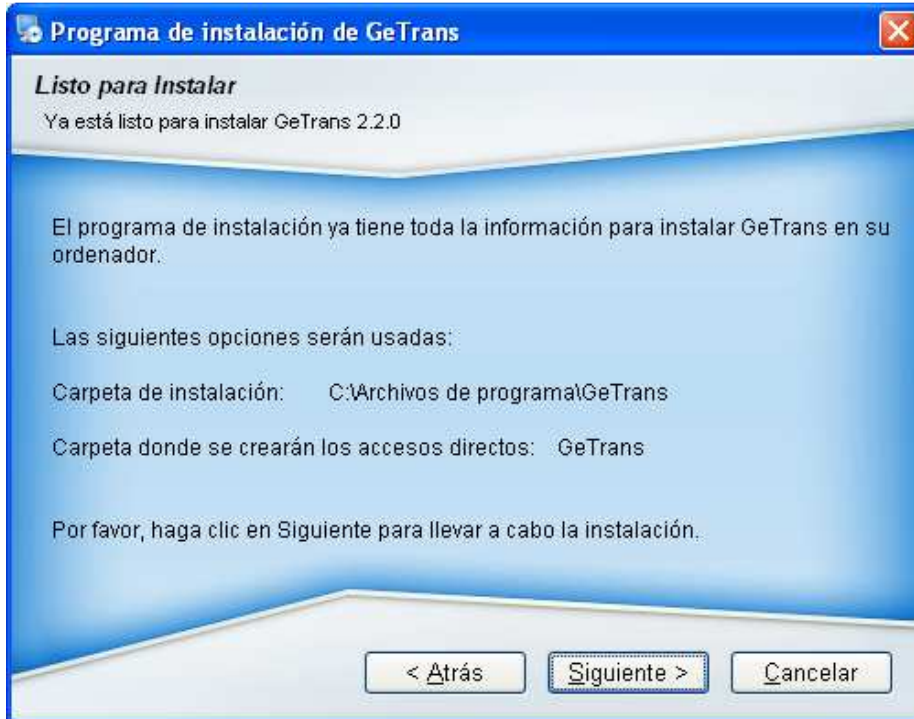 Programa de instalación de GeTrans
Listo para Instalar
Ya está listo para instalar GeTrans 2.2.0
El programa de instalación ya tiene toda la información para instalar GeTrans en su
ordenador.
Las siguientes opciones serán usadas:
Carpeta de instalación: C:\Archivos de programa\GeTrans
Carpeta donde se crearán los accesos directos: GeTrans
Por favor, haga clic en Siguiente para llevar a cabo la instalación.
< Atrás Siguiente > Cancelar